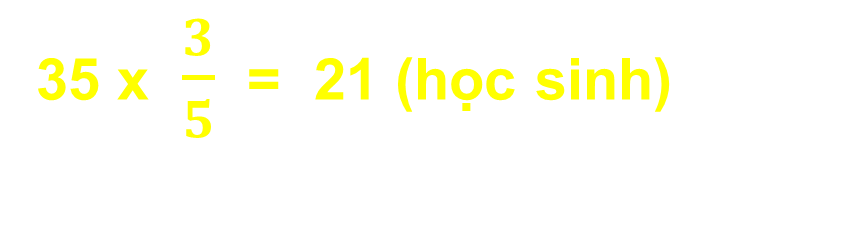 35 x 3/5 = 21 (học sinh)